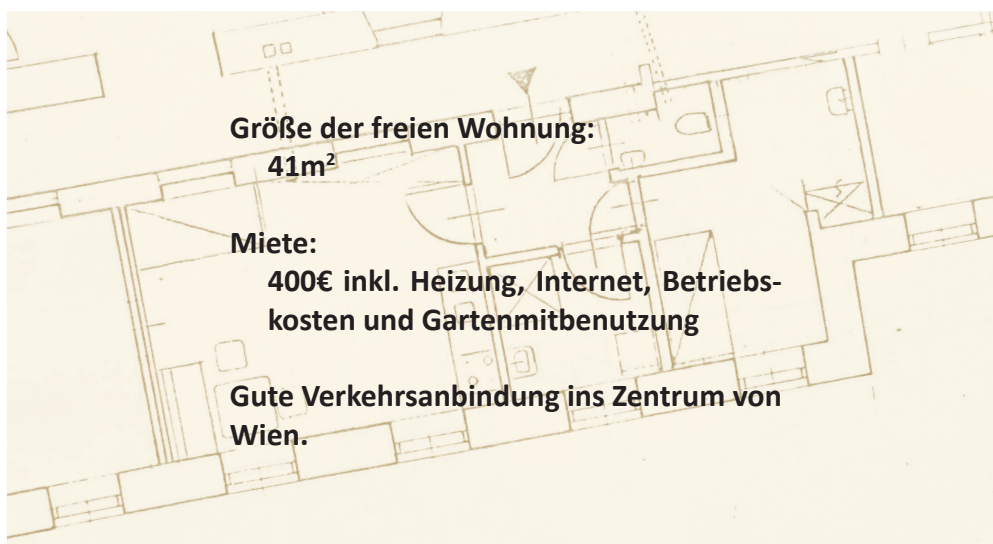 Größe der freien Wohnung:
41m²
Miete:
400€ inkl. Heizung, Internet, Betriebs-
kosten und Gartenmitbenutzung
Gute Verkehrsanbindung ins Zentrum von
Wien.